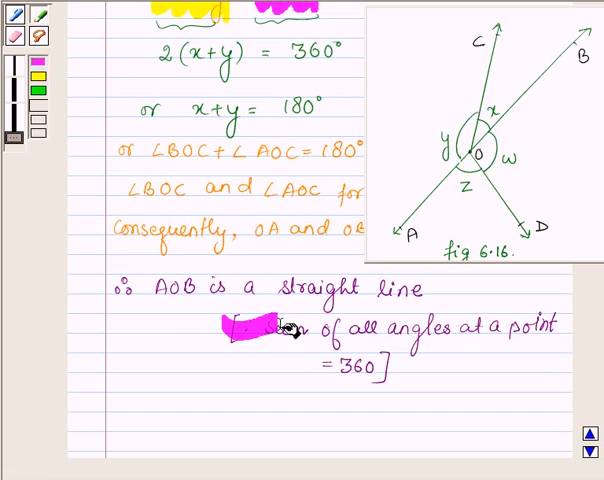 2(x+y) = 360°
or x+y = 180°
or ∠BOC + ∠AOC = 180°
∠BOC and ∠AOC for
Consequently, OA and OB
∴ AOB is a straight line
of all angles at a point
= 360]
C
B
x
y
O
w
z
A
D
fig 6.16.